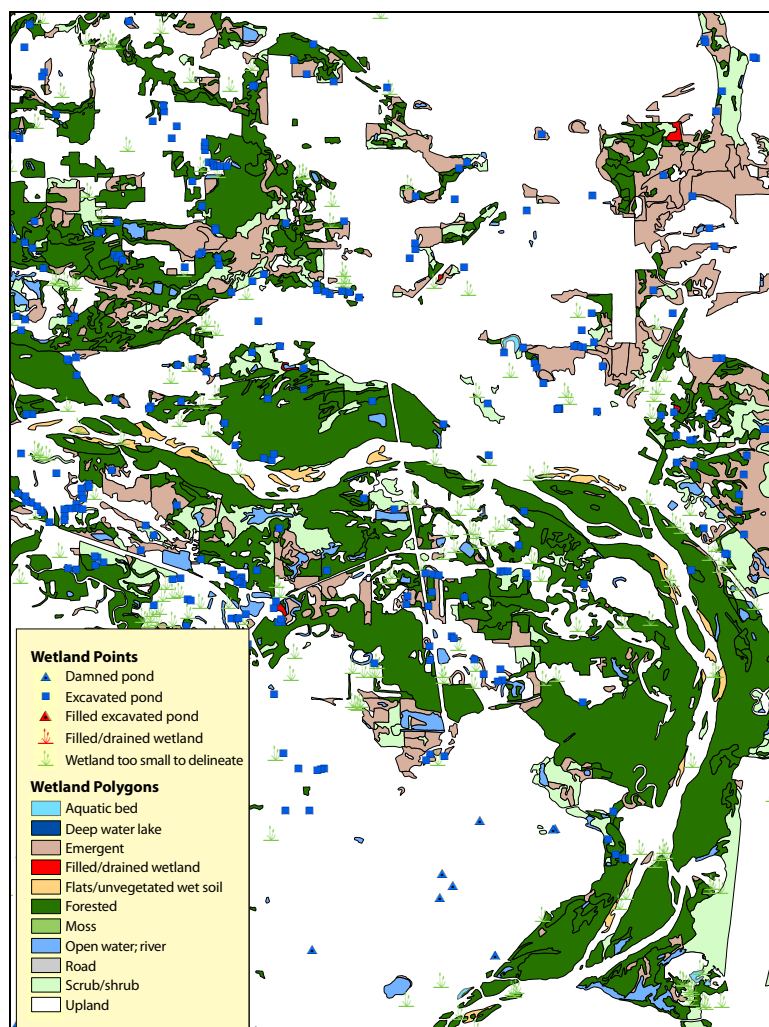 Wetland Points
Damned pond
Excavated pond
Filled excavated pond
Filled/drained wetland
Wetland too small to delineate
Wetland Polygons
Aquatic bed
Deep water lake
Emergent
Filled/drained wetland
Flats/unvegetated wet soil
Forested
Moss
Open water; river
Road
Scrub/shrub
Upland